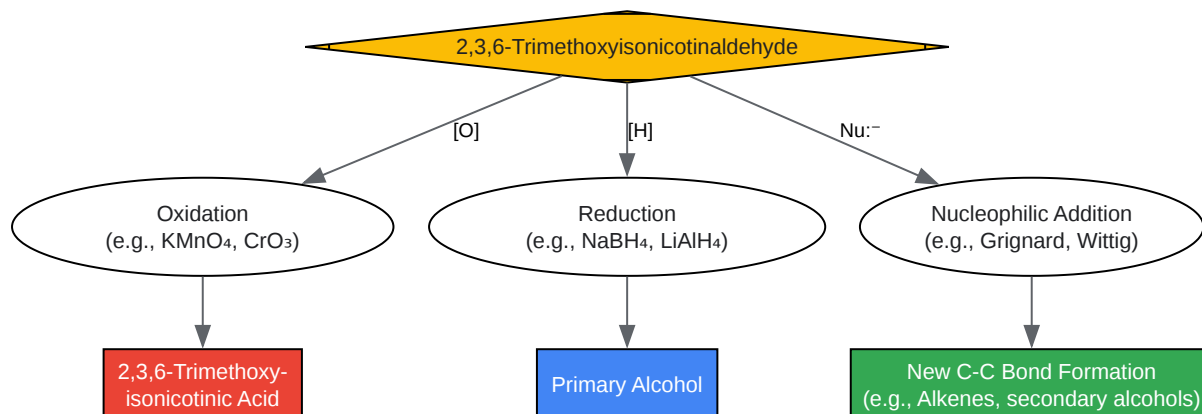 2,3,6-Trimethoxyisonicotinaldehyde
[O]
[H]
Nu:⁻
Oxidation
(e.g., KMnO₄, CrO₃)
Reduction
(e.g., NaBH₄, LiAlH₄)
Nucleophilic Addition
(e.g., Grignard, Wittig)
2,3,6-Trimethoxy-
isonicotinic Acid
Primary Alcohol
New C-C Bond Formation
(e.g., Alkenes, secondary alcohols)